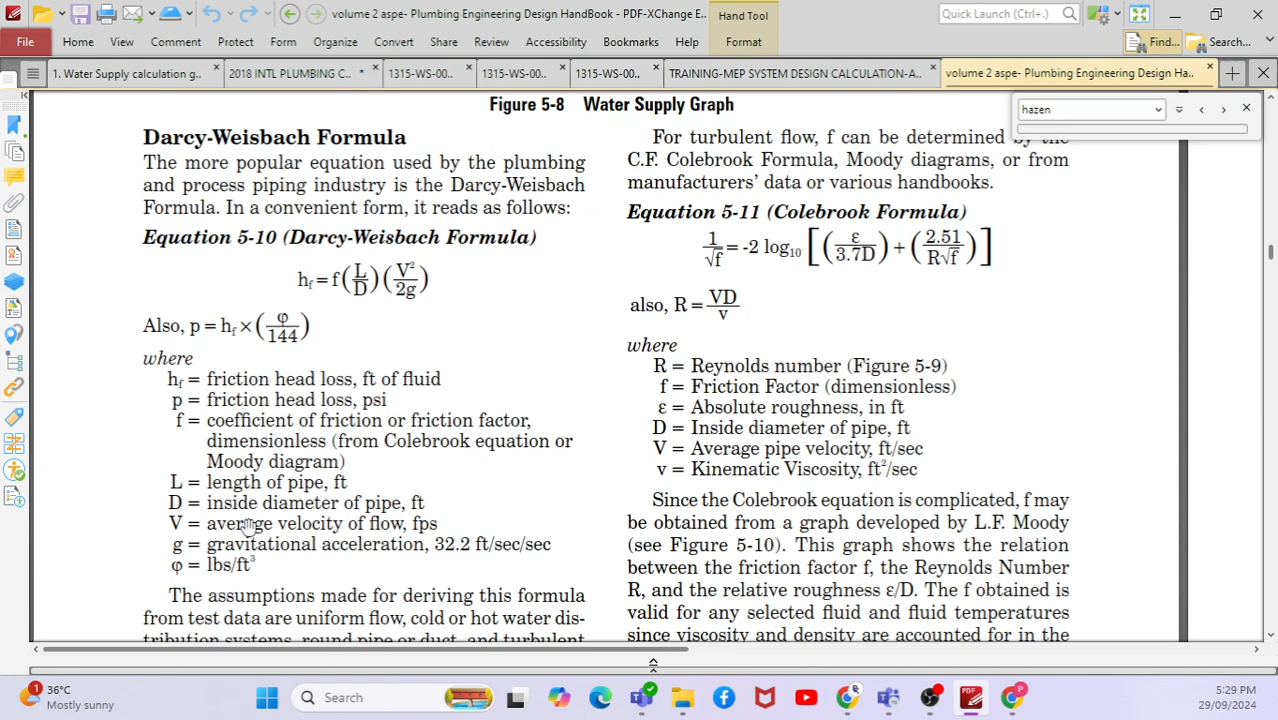 volume 2 aspe- Plumbing Engineering Design HandBook - PDF-XChange E...
Hand Tool
Quick Launch (Ctrl+.)
File
Home
View
Comment
Protect
Form
Organize
Convert
Share
Review
Accessibility
Bookmarks
Help
Format
Find...
Search...
1. Water Supply calculation g..
2018 INTL PLUMBING C... *
1315-WS-00..
1315-WS-00..
1315-WS-00..
TRAINING-MEP SYSTEM DESIGN CALCULATION-A..
volume 2 aspe- Plumbing Engineering Design Ha..
hazen
Figure 5-8 Water Supply Graph
Darcy-Weisbach Formula
The more popular equation used by the plumbing
and process piping industry is the Darcy-Weisbach
Formula. In a convenient form, it reads as follows:
Equation 5-10 (Darcy-Weisbach Formula)
hf = f (L/D) (V²/2g)
Also, p = hf × (φ/144)
where
hf = friction head loss, ft of fluid
p = friction head loss, psi
f = coefficient of friction or friction factor,
dimensionless (from Colebrook equation or
Moody diagram)
L = length of pipe, ft
D = inside diameter of pipe, ft
V = average velocity of flow, fps
g = gravitational acceleration, 32.2 ft/sec/sec
φ = lbs/ft³
The assumptions made for deriving this formula
from test data are uniform flow, cold or hot water dis-
tribution systems, round pipe or duct, and turbulent
For turbulent flow, f can be determined by
C.F. Colebrook Formula, Moody diagrams, or from
manufacturers' data or various handbooks.
Equation 5-11 (Colebrook Formula)
1/√f = -2 log10 [(ε/3.7D) + (2.51/R√f)]
also, R = VD/v
where
R = Reynolds number (Figure 5-9)
f = Friction Factor (dimensionless)
ε = Absolute roughness, in ft
D = Inside diameter of pipe, ft
V = Average pipe velocity, ft/sec
v = Kinematic Viscosity, ft²/sec
Since the Colebrook equation is complicated, f may
be obtained from a graph developed by L.F. Moody
(see Figure 5-10). This graph shows the relation
between the friction factor f, the Reynolds Number
R, and the relative roughness ε/D. The f obtained is
valid for any selected fluid and fluid temperatures
since viscosity and density are accounted for in the
1
36°C
Mostly sunny
Search
5:29 PM
29/09/2024